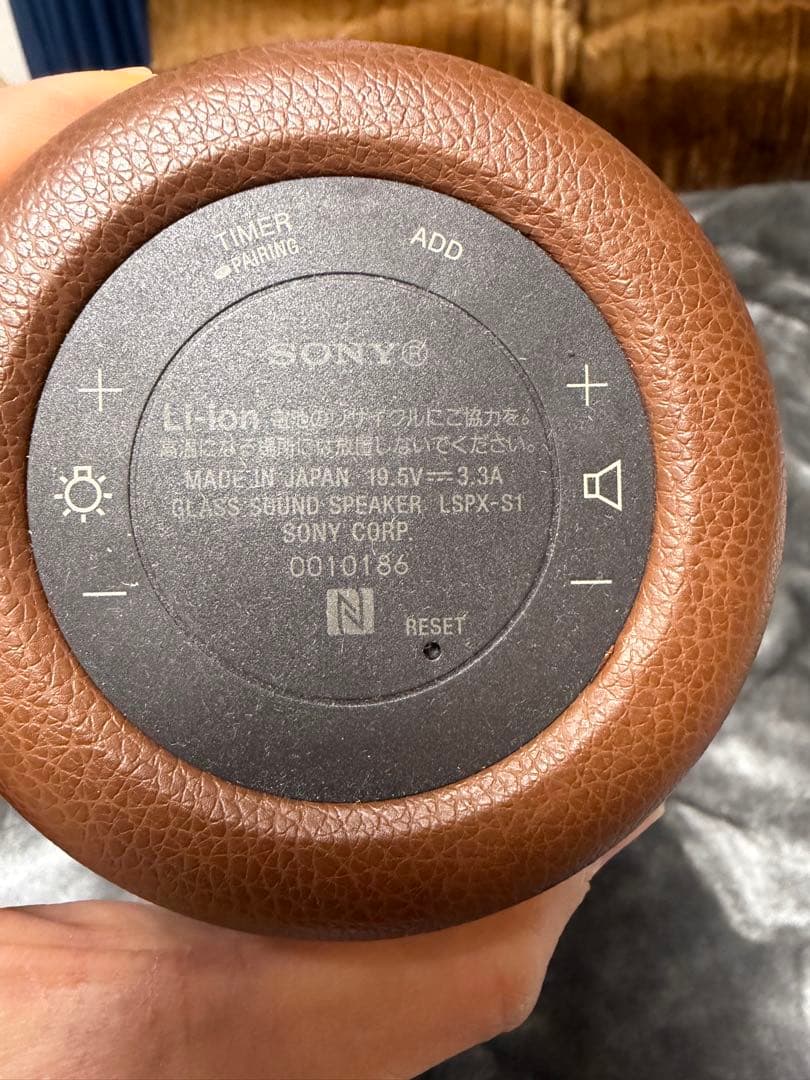 TIMER
PAIRING
ADD
SONY®
Li-ion 電池のリサイクルにご協力を。
高温になる場所には放置しないでください。
MADE IN JAPAN 19.5V⎓3.3A
GLASS SOUND SPEAKER LSPX-S1
SONY CORP.
0010186
N
RESET
+
−
+
−